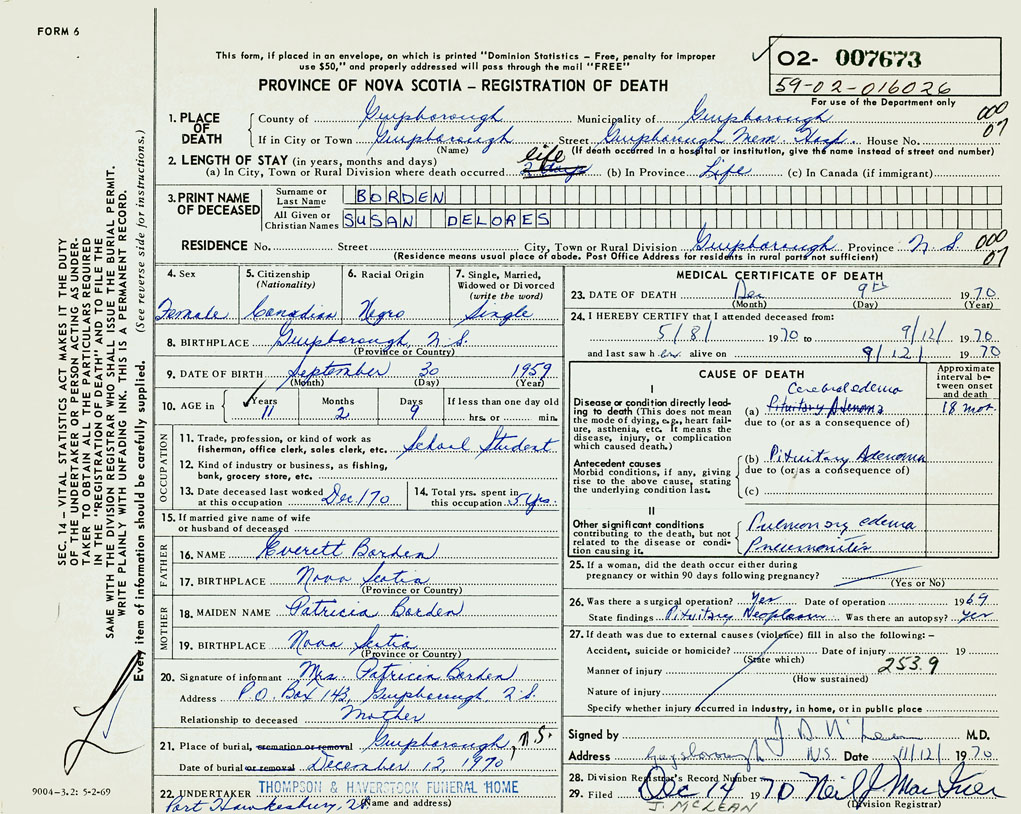 FORM 6
This form, if placed in an envelope, on which is printed "Dominion Statistics – Free, penalty for improper
use $50," and properly addressed will pass through the mail "FREE"
02- 007673
59-02-016026
For use of the Department only
PROVINCE OF NOVA SCOTIA – REGISTRATION OF DEATH
000
07
1. PLACE OF DEATH
County of Guysborough Municipality of Guysborough
If in City or Town Guysborough Street Guysborough Mem. Hosp. House No.
(Name) (If death occurred in a hospital or institution, give the name instead of street and number)
2. LENGTH OF STAY (in years, months and days)
(a) In City, Town or Rural Division where death occurred life (b) In Province Life (c) In Canada (if immigrant)
3. PRINT NAME OF DECEASED
Surname or Last Name BORDEN
All Given or Christian Names SUSAN DELORES
RESIDENCE No. Street City, Town or Rural Division Guysborough Province N.S. 000
07
(Residence means usual place of abode. Post Office Address for residents in rural parts not sufficient)
4. Sex Female
5. Citizenship (Nationality) Canadian
6. Racial Origin Negro
7. Single, Married, Widowed or Divorced (write the word) Single
8. BIRTHPLACE Guysborough, N.S.
(Province or Country)
9. DATE OF BIRTH September 30 1959
(Month) (Day) (Year)
10. AGE in Years 11 Months 2 Days 9 If less than one day old
hrs. or min.
OCCUPATION
11. Trade, profession, or kind of work as
fisherman, office clerk, sales clerk, etc. School Student
12. Kind of industry or business, as fishing,
bank, grocery store, etc.
13. Date deceased last worked at this occupation Dec. 1 70
14. Total yrs. spent in this occupation 5 yrs.
15. If married give name of wife
or husband of deceased
FATHER
16. NAME Everett Borden
17. BIRTHPLACE Nova Scotia
(Province or Country)
MOTHER
18. MAIDEN NAME Patricia Borden
19. BIRTHPLACE Nova Scotia
(Province or Country)
20. Signature of informant Mrs. Patricia Borden
Address P.O. Box 143, Guysborough, N.S.
Relationship to deceased Mother
21. Place of burial, cremation or removal Guysborough, N.S.
Date of burial or removal December 12, 1970
22. UNDERTAKER THOMPSON & HAVERSTOCK FUNERAL HOME
Port Hawkesbury, N.S. (Name and address)
MEDICAL CERTIFICATE OF DEATH
23. DATE OF DEATH Dec 9th 1970
(Month) (Day) (Year)
24. I HEREBY CERTIFY that I attended deceased from:
5/8/ 1970 to 9/12/ 1970
and last saw her alive on 9/12/ 1970
CAUSE OF DEATH
Approximate interval between onset and death
I
Disease or condition directly leading to death (This does not
mean the mode of dying, e.g., heart failure, asthenia, etc. It means the
disease, injury, or complication
which caused death.)
Cerebral edema
(a) Pituitary Adenoma 18 mos.
due to (or as a consequence of)
Antecedent causes
Morbid conditions, if any, giving
rise to the above cause, stating
the underlying condition last.
(b) Pituitary Adenoma
due to (or as a consequence of)
(c)
II
Other significant conditions
contributing to the death, but not
related to the disease or condition
causing it.
Pulmonary edema
Pneumonitis
25. If a woman, did the death occur either during
pregnancy or within 90 days following pregnancy?
(Yes or No)
26. Was there a surgical operation? Yes Date of operation 1969
State findings Pituitary Neoplasm Was there an autopsy? yes
27. If death was due to external causes (violence) fill in also the following: –
Accident, suicide or homicide? Date of injury 19
(State which)
Manner of injury 253.9
(How sustained)
Nature of injury
Specify whether injury occurred in industry, in home, or in public place
Signed by M.D.
Address Guysborough N.S. Date 11/12/ 1970
28. Division Registrar's Record Number
29. Filed Dec 14 1970
(Division Registrar)
J. MCLEAN
SEC. 14 – VITAL STATISTICS ACT MAKES IT THE DUTY
OF THE UNDERTAKER OR PERSON ACTING AS UNDER-
TAKER TO OBTAIN ALL THE PARTICULARS REQUIRED
IN THE "REGISTRATION OF DEATH" AND TO FILE THE
SAME WITH THE DIVISION REGISTRAR WHO SHALL ISSUE THE BURIAL PERMIT.
WRITE PLAINLY WITH UNFADING INK. THIS IS A PERMANENT RECORD.
Every item of information should be carefully supplied. (See reverse side for instructions.)
9004-3.2: 5-2-69